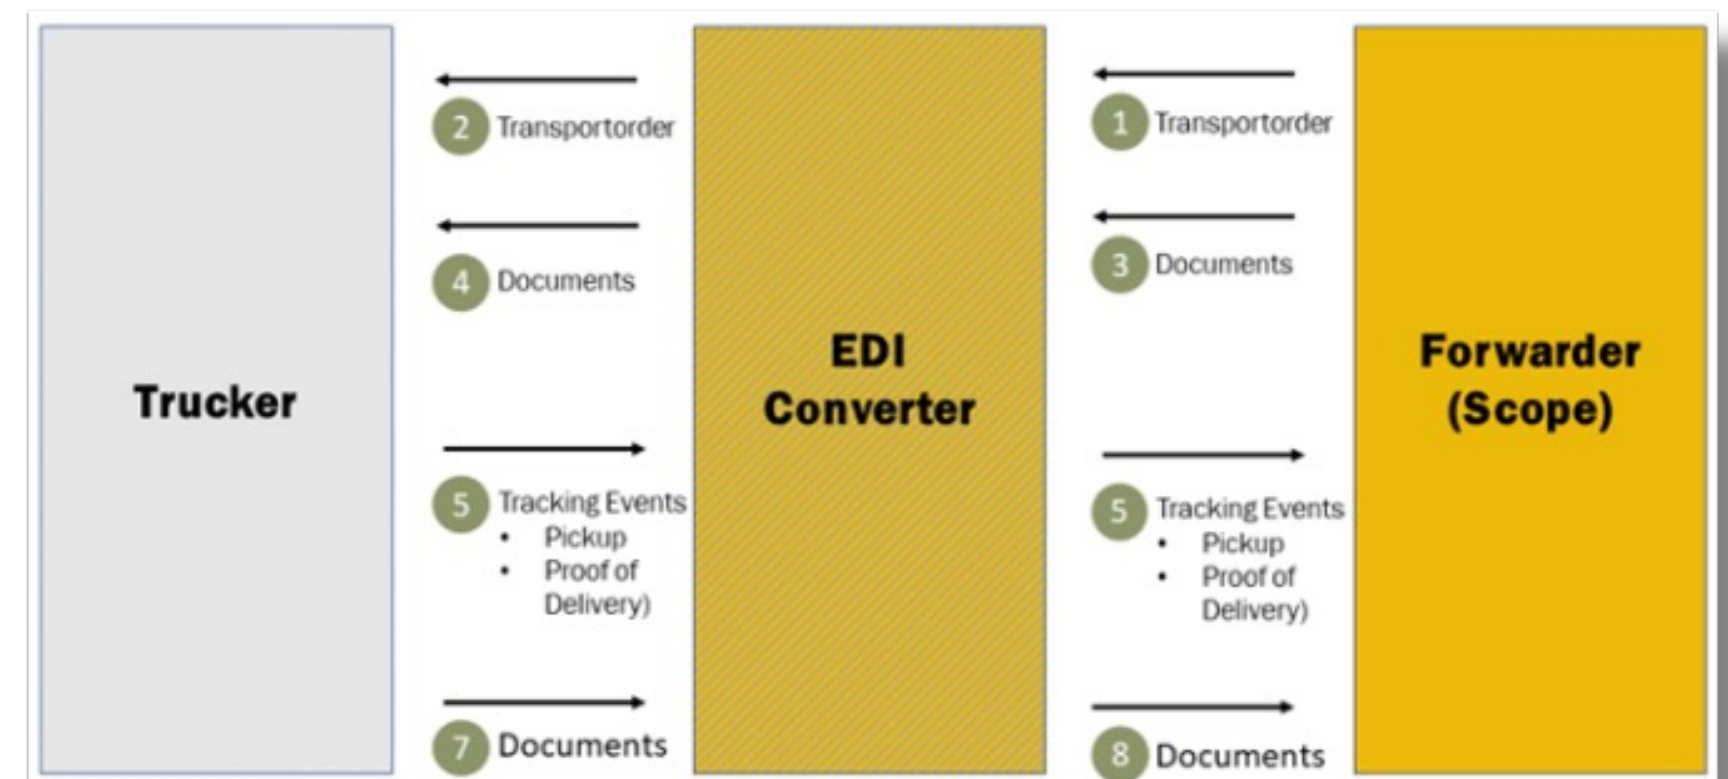 Trucker
2 Transportorder
4 Documents
5 Tracking Events
• Pickup
• Proof of
Delivery)
7 Documents
EDI
Converter
1 Transportorder
3 Documents
5 Tracking Events
• Pickup
• Proof of
Delivery)
8 Documents
Forwarder
(Scope)